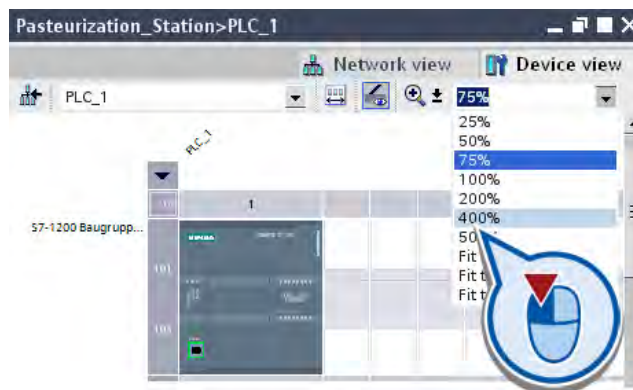 Pasteurization_Station>PLC_1
Network view
Device view
PLC_1
75%
25%
50%
75%
100%
200%
400%
Fit
Fit t
Fit t
PLC_1
1
S7-1200 Baugrupp...
SIEMENS
101